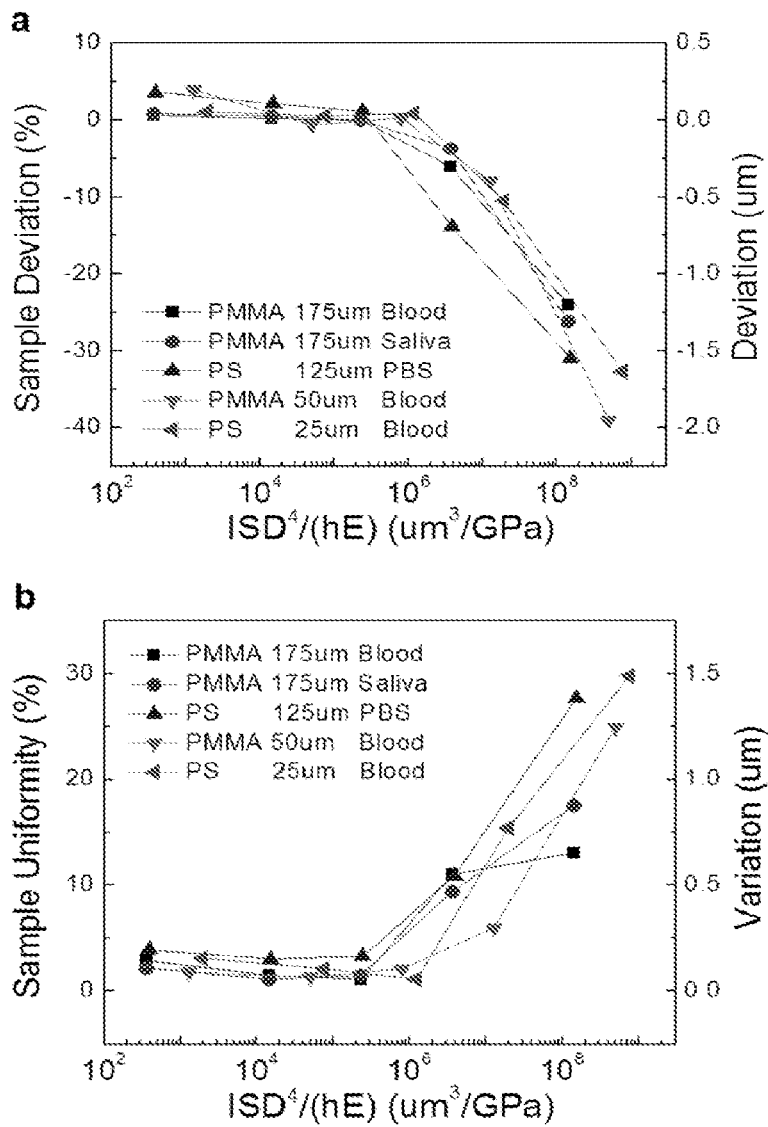 a
10
0
-10
-20
-30
-40
Sample Deviation (%)
0.5
0.0
-0.5
-1.0
-1.5
-2.0
Deviation (um)
PMMA 175um Blood
PMMA 175um Saliva
PS 125um PBS
PMMA 50um Blood
PS 25um Blood
10² 10⁴ 10⁶ 10⁸
ISD⁴/(hE) (um³/GPa)
b
30
20
10
0
Sample Uniformity (%)
1.5
1.0
0.5
0.0
Variation (um)
PMMA 175um Blood
PMMA 175um Saliva
PS 125um PBS
PMMA 50um Blood
PS 25um Blood
10² 10⁴ 10⁶ 10⁸
ISD⁴/(hE) (um³/GPa)